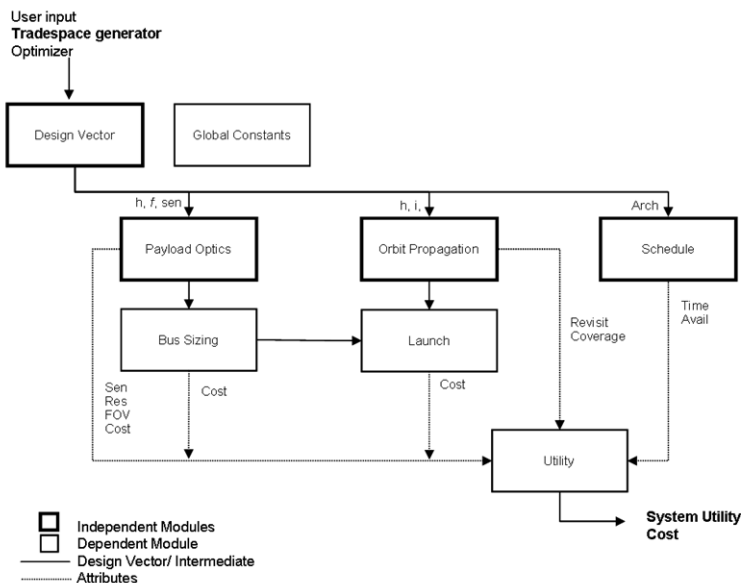 User input
Tradespace generator
Optimizer
Design Vector
Global Constants
h, f, sen
h, i,
Arch
Payload Optics
Orbit Propagation
Schedule
Time
Avail
Revisit
Coverage
Bus Sizing
Launch
Sen
Res
FOV
Cost
Cost
Cost
Utility
System Utility
Cost
Independent Modules
Dependent Module
Design Vector/ Intermediate
Attributes